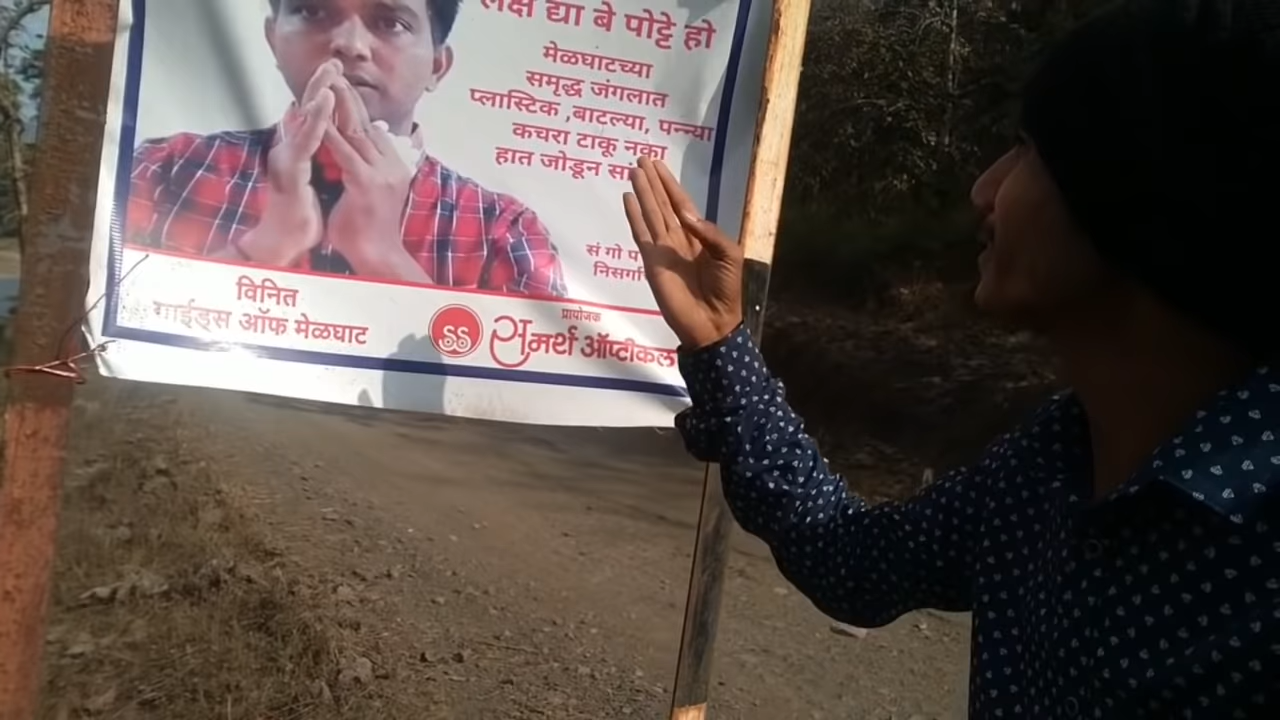 लक्ष द्या बे पोट्टे हो
मेळघाटच्या
समृद्ध जंगलात
प्लास्टिक ,बाटल्या, पन्न्या
कचरा टाकू नका
हात जोडून
सं गो
विनित
गाईड्स ऑफ मेळघाट
प्रायोजक
SS
समर्थ ऑप्टीकल